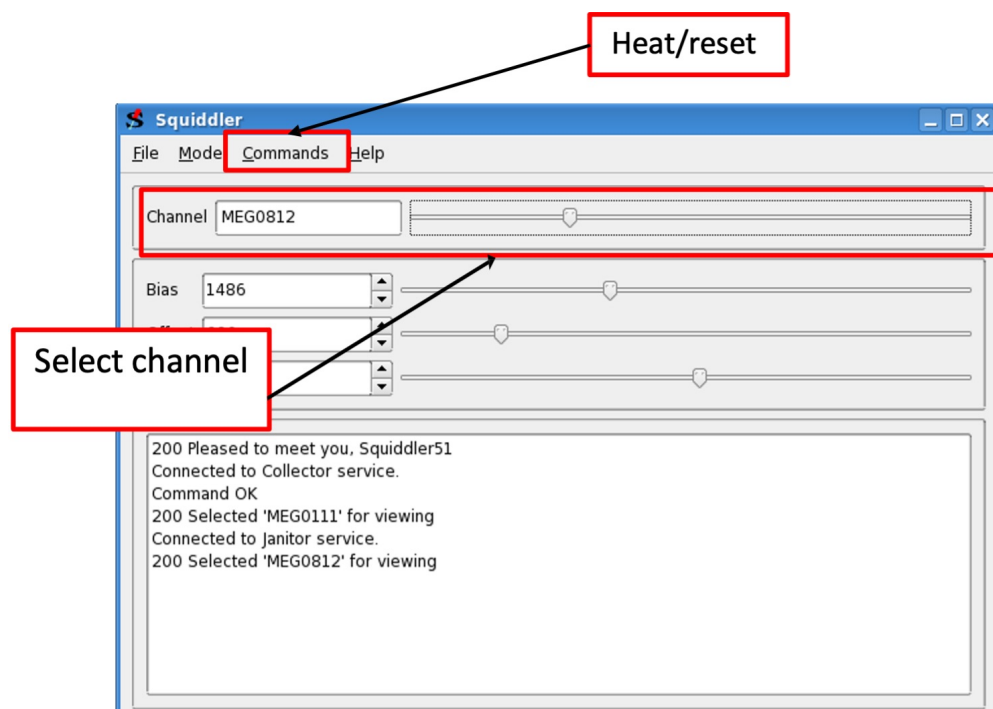 Heat/reset
Squiddler
File Mode Commands Help
Channel MEG0812
Bias 1486
Select channel
200 Pleased to meet you, Squiddler51
Connected to Collector service.
Command OK
200 Selected 'MEG0111' for viewing
Connected to Janitor service.
200 Selected 'MEG0812' for viewing